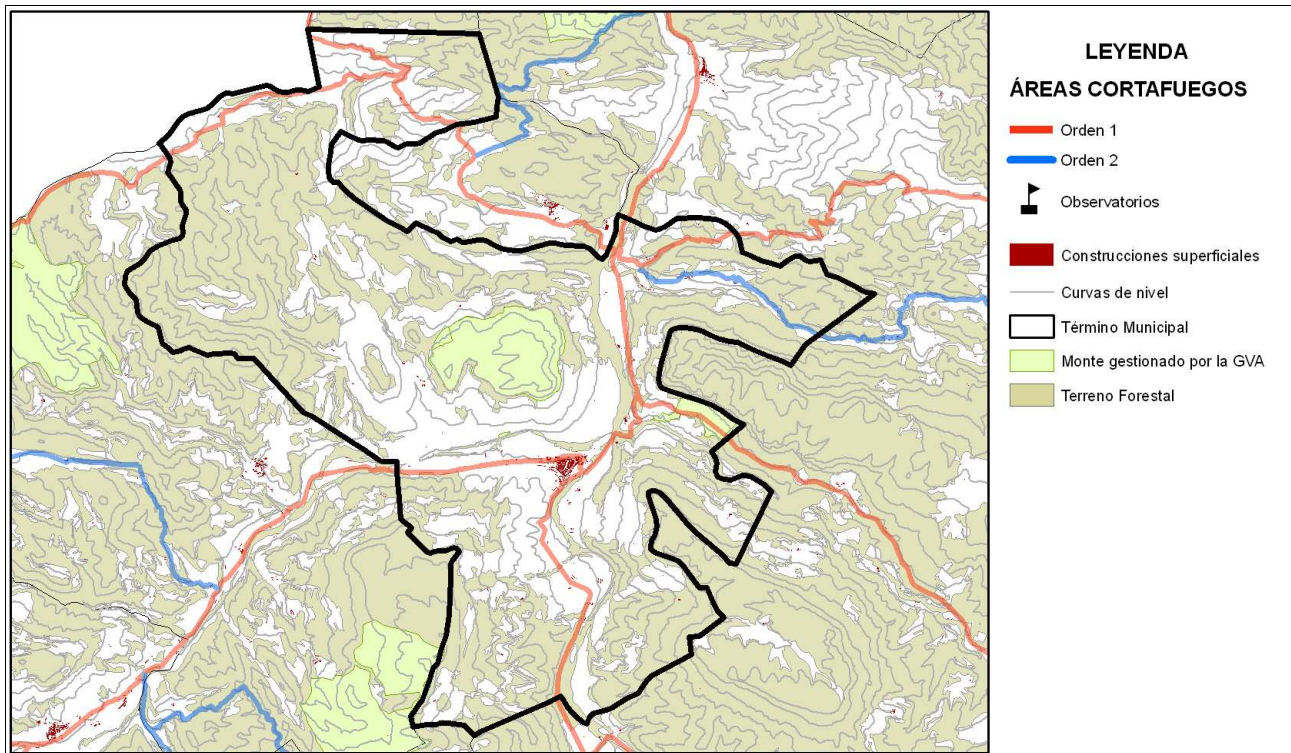 LEYENDA
ÁREAS CORTAFUEGOS
Orden 1
Orden 2
Observatorios
Construcciones superficiales
Curvas de nivel
Término Municipal
Monte gestionado por la GVA
Terreno Forestal